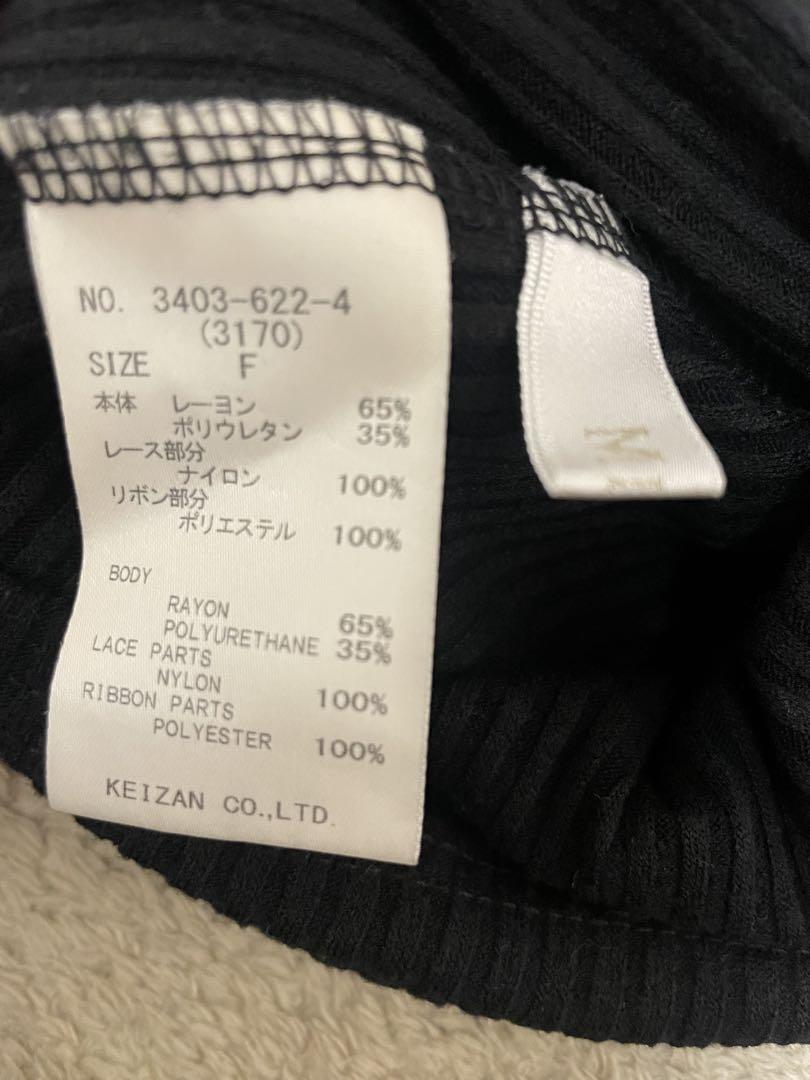 NO. 3403-622-4
(3170)
SIZE F
本体 レーヨン 65%
ポリウレタン 35%
レース部分
ナイロン 100%
リボン部分
ポリエステル 100%
BODY
RAYON 65%
POLYURETHANE 35%
LACE PARTS
NYLON 100%
RIBBON PARTS
POLYESTER 100%
KEIZAN CO.,LTD.